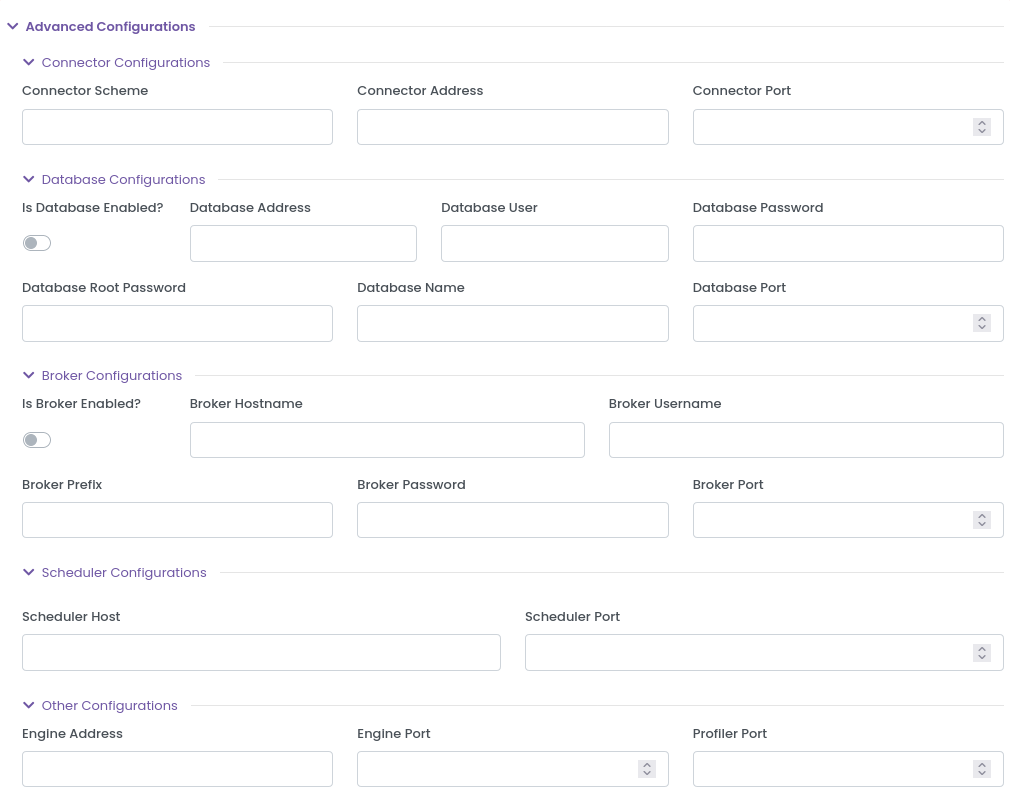 Advanced Configurations
Connector Configurations
Connector Scheme Connector Address Connector Port
Database Configurations
Is Database Enabled? Database Address Database User Database Password
Database Root Password Database Name Database Port
Broker Configurations
Is Broker Enabled? Broker Hostname Broker Username
Broker Prefix Broker Password Broker Port
Scheduler Configurations
Scheduler Host Scheduler Port
Other Configurations
Engine Address Engine Port Profiler Port